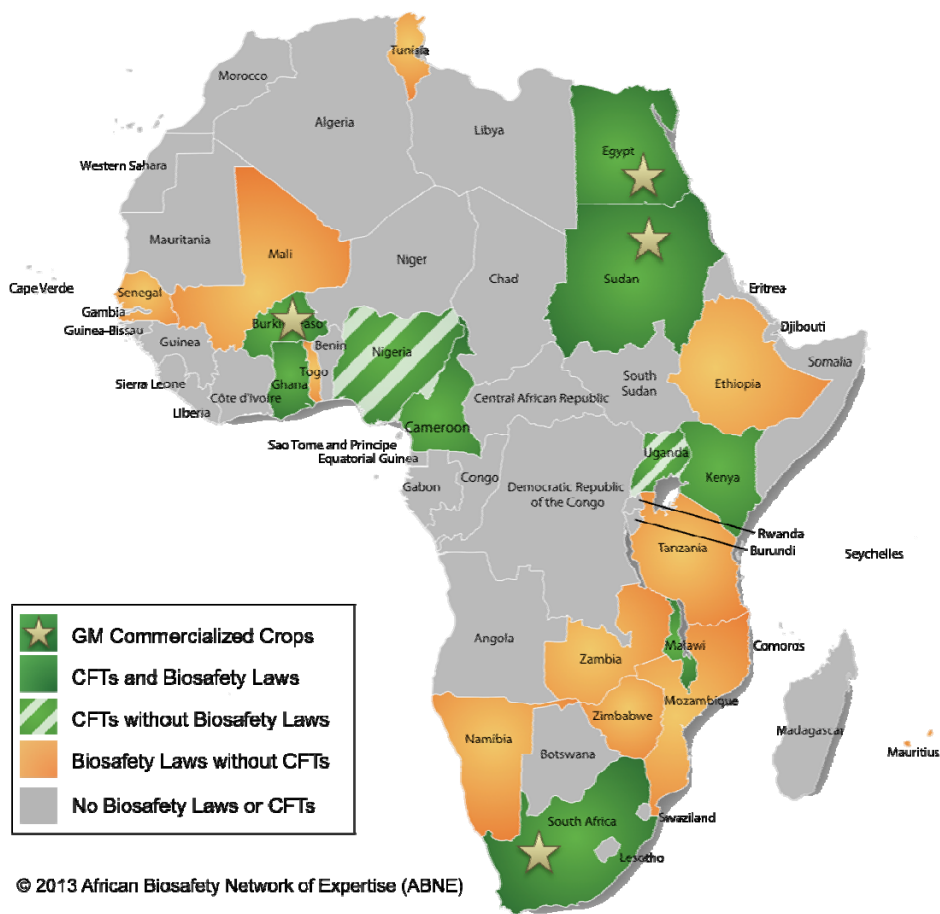 Tunisia
Morocco
Algeria
Libya
Egypt
Western Sahara
Mauritania
Mali
Niger
Chad
Sudan
Cape Verde
Senegal
Eritrea
Gambia
Guinea-Bissau
Burkina Faso
Djibouti
Guinea
Benin
Nigeria
Somalia
Togo
Sierra Leone
Côte d'Ivoire
Ghana
Central African Republic
South
Sudan
Ethiopia
Liberia
Cameroon
Sao Tome and Principe
Equatorial Guinea
Uganda
Kenya
Gabon
Congo
Democratic Republic
of the Congo
Rwanda
Burundi
Tanzania
Seychelles
Angola
Zambia
Malawi
Comoros
Mozambique
Zimbabwe
Namibia
Botswana
Madagascar
Mauritius
South Africa
Swaziland
Lesotho
GM Commercialized Crops
CFTs and Biosafety Laws
CFTs without Biosafety Laws
Biosafety Laws without CFTs
No Biosafety Laws or CFTs
© 2013 African Biosafety Network of Expertise (ABNE)